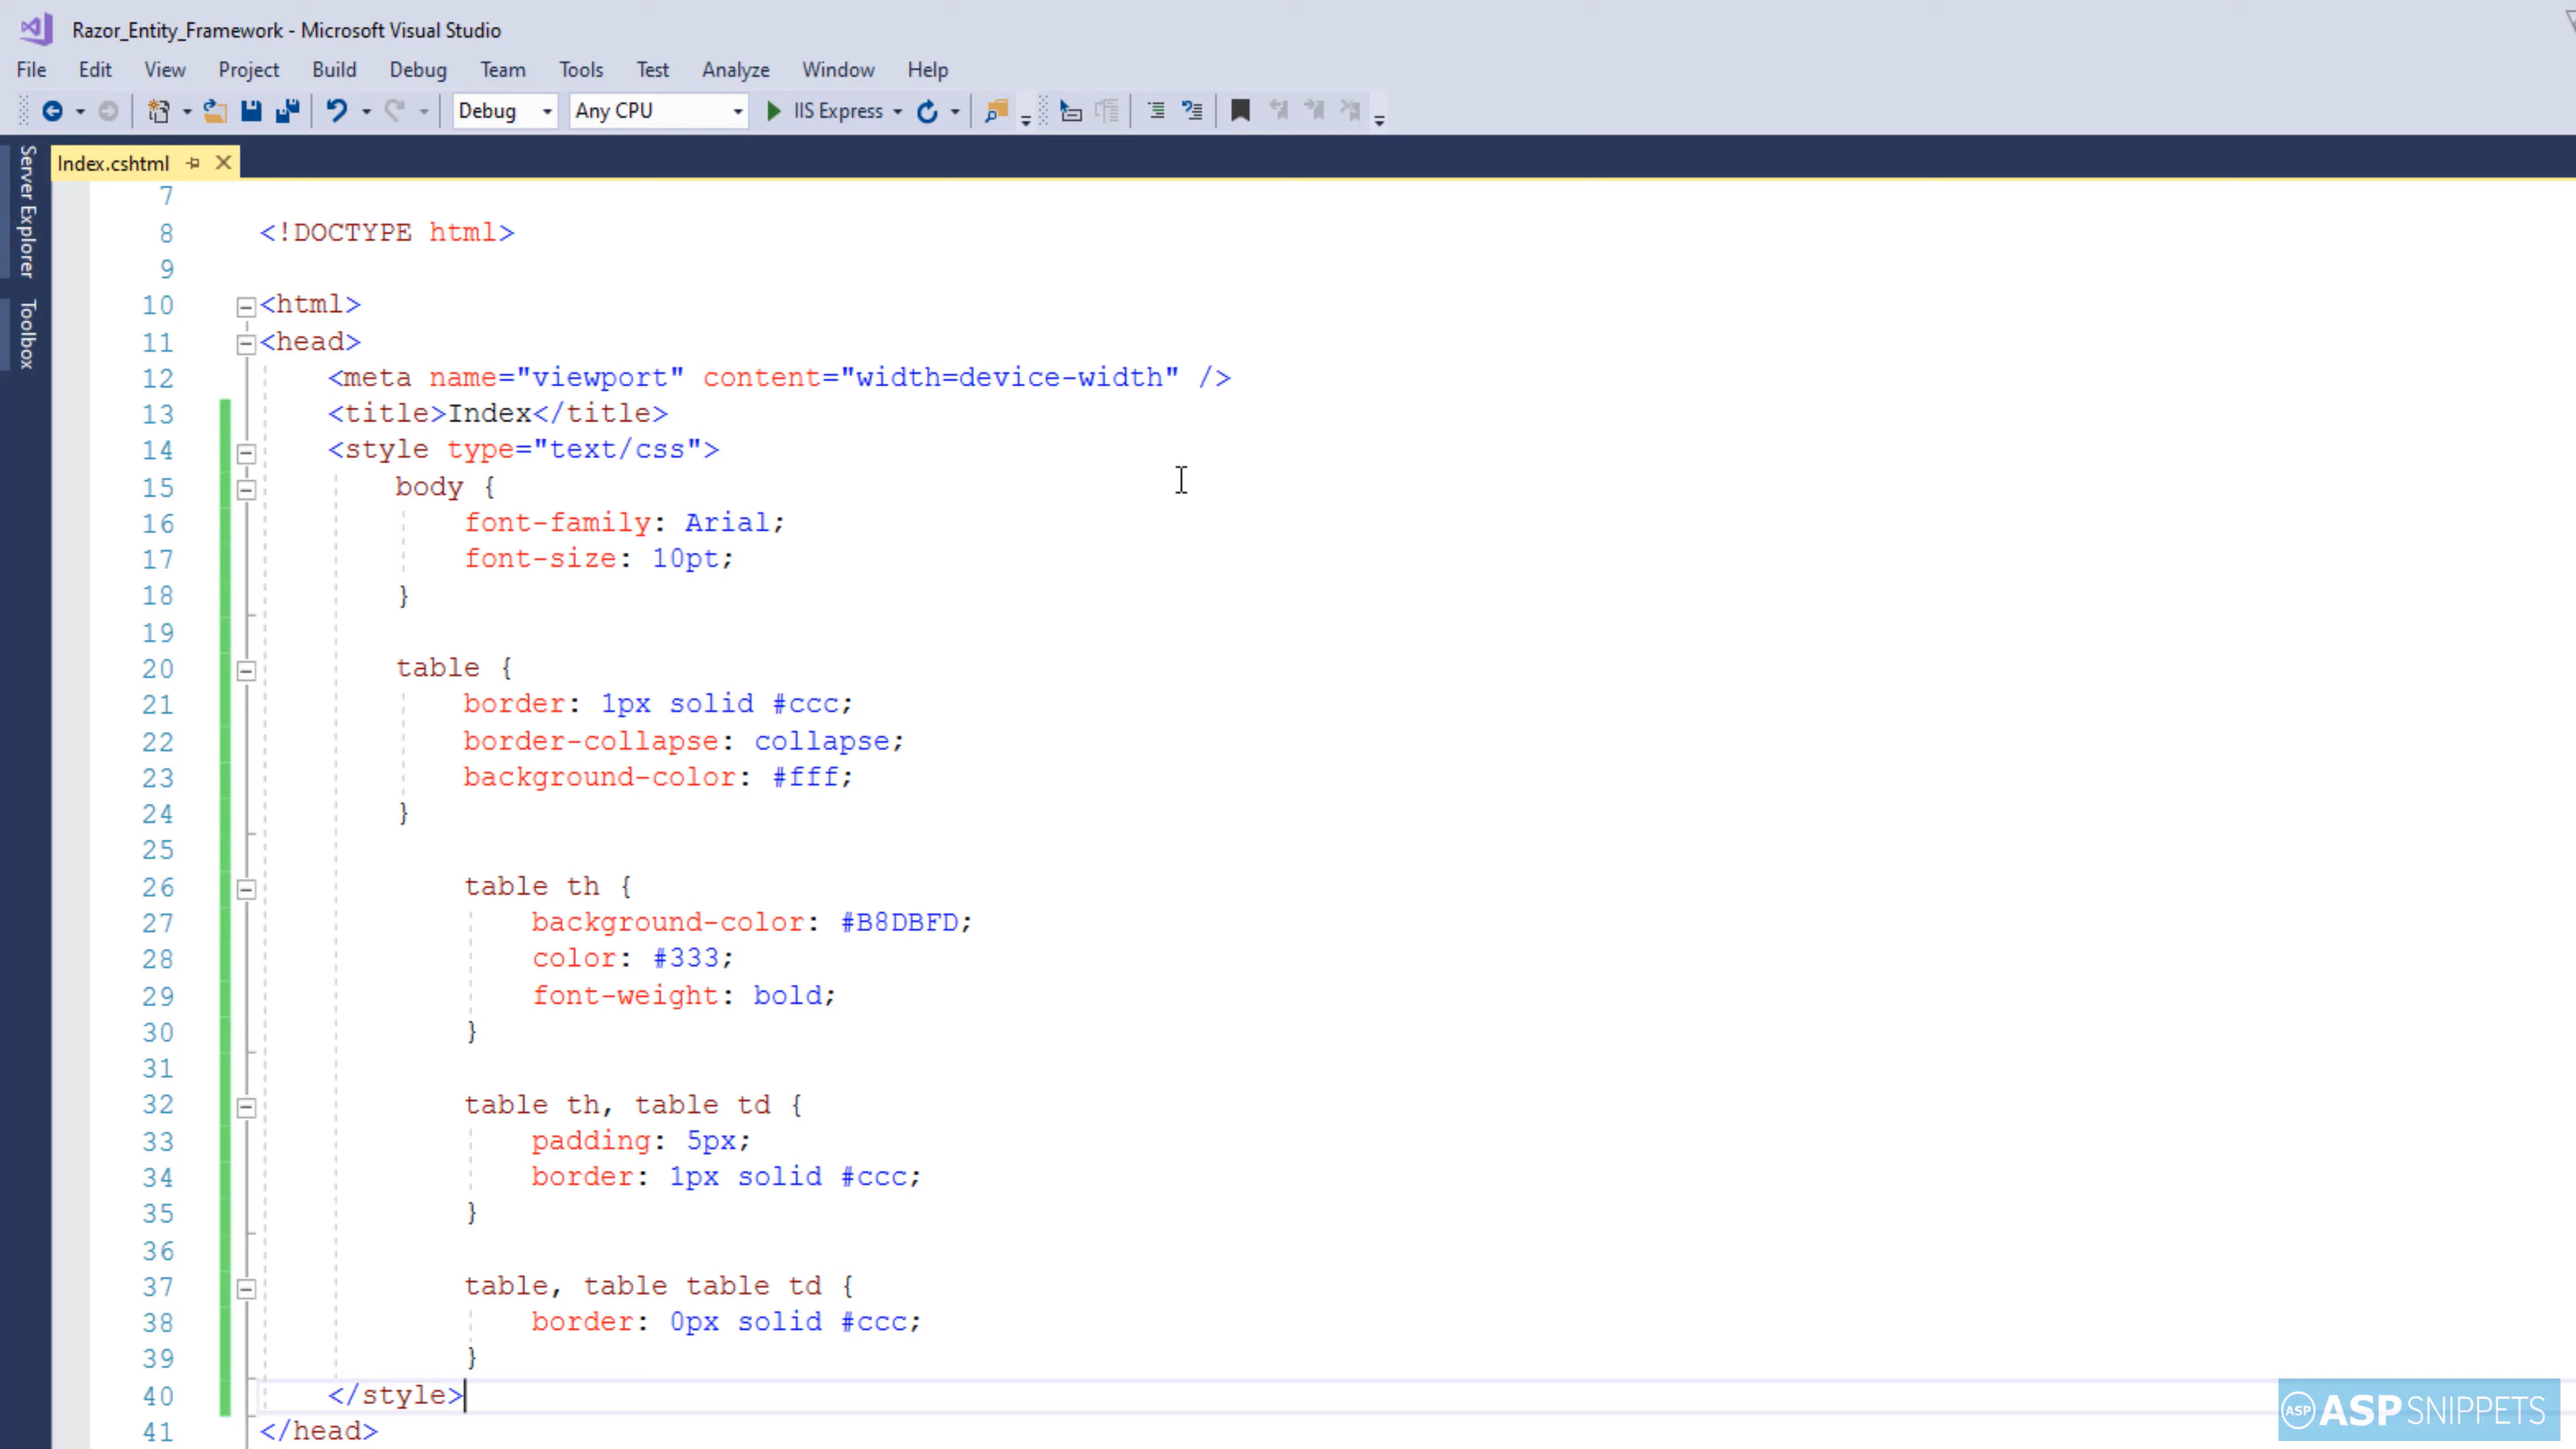 Razor_Entity_Framework - Microsoft Visual Studio
File Edit View Project Build Debug Team Tools Test Analyze Window Help
Debug Any CPU IIS Express
Server Explorer
Toolbox
Index.cshtml
7
8 <!DOCTYPE html>
9
10 <html>
11 <head>
12 <meta name="viewport" content="width=device-width" />
13 <title>Index</title>
14 <style type="text/css">
15 body {
16 font-family: Arial;
17 font-size: 10pt;
18 }
19
20 table {
21 border: 1px solid #ccc;
22 border-collapse: collapse;
23 background-color: #fff;
24 }
25
26 table th {
27 background-color: #B8DBFD;
28 color: #333;
29 font-weight: bold;
30 }
31
32 table th, table td {
33 padding: 5px;
34 border: 1px solid #ccc;
35 }
36
37 table, table table td {
38 border: 0px solid #ccc;
39 }
40 </style>
41 </head>
ASP ASPSNIPPETS